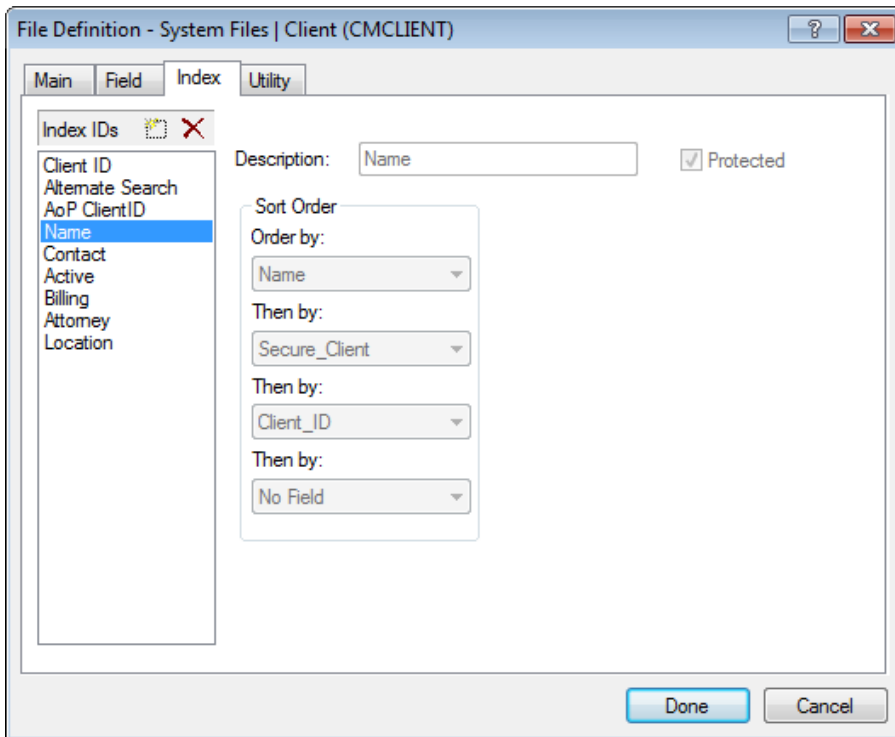 File Definition - System Files | Client (CMCLIENT)
Main Field Index Utility
Index IDs
Client ID
Alternate Search
AoP ClientID
Name
Contact
Active
Billing
Attorney
Location
Description: Name Protected
Sort Order
Order by:
Name
Then by:
Secure_Client
Then by:
Client_ID
Then by:
No Field
Done Cancel